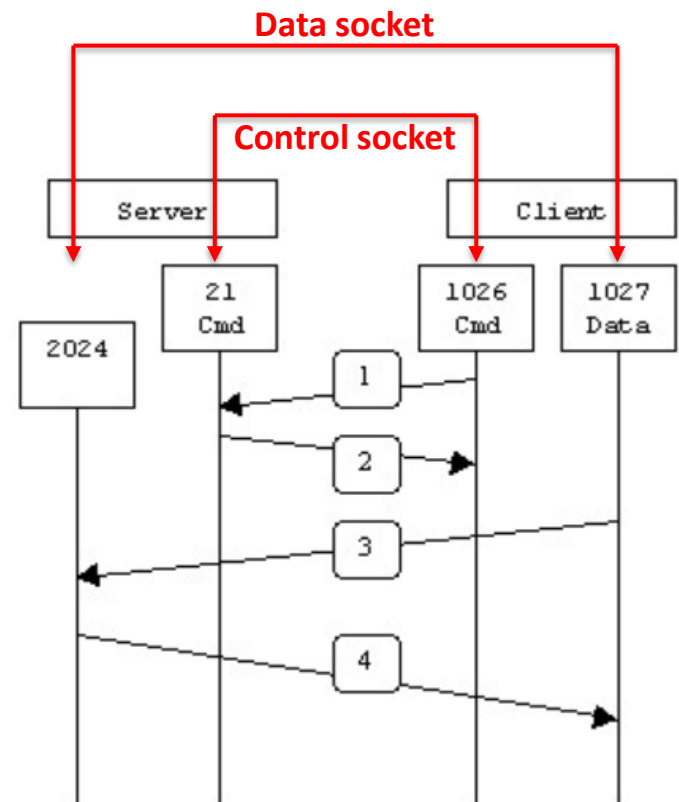 Data socket
Control socket
Server
Client
21
Cmd
1026
Cmd
1027
Data
2024
1
2
3
4